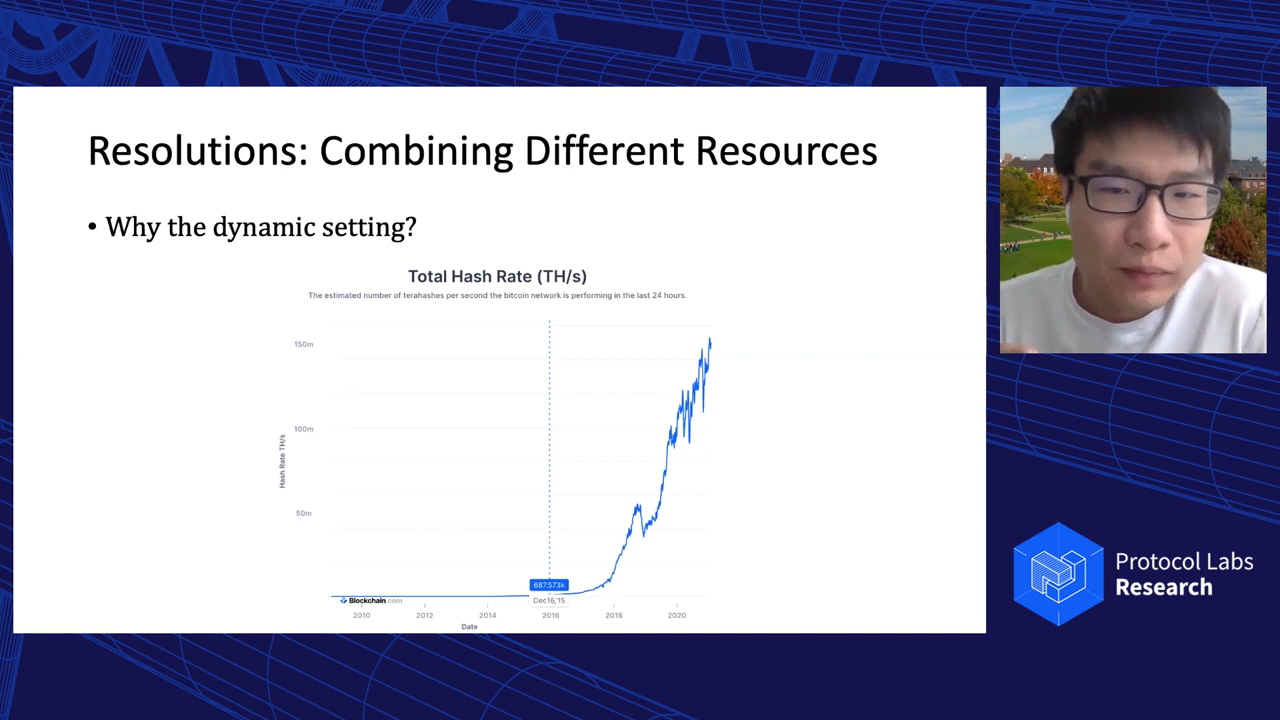 Resolutions: Combining Different Resources
• Why the dynamic setting?
Total Hash Rate (TH/s)
The estimated number of terahashes per second the bitcoin network is performing in the last 24 hours.
150m
100m
50m
Hash Rate TH/s
687.573k
Dec16,'15
Blockchain.com
2010 2012 2014 2016 2018 2020
Date
Protocol Labs
Research